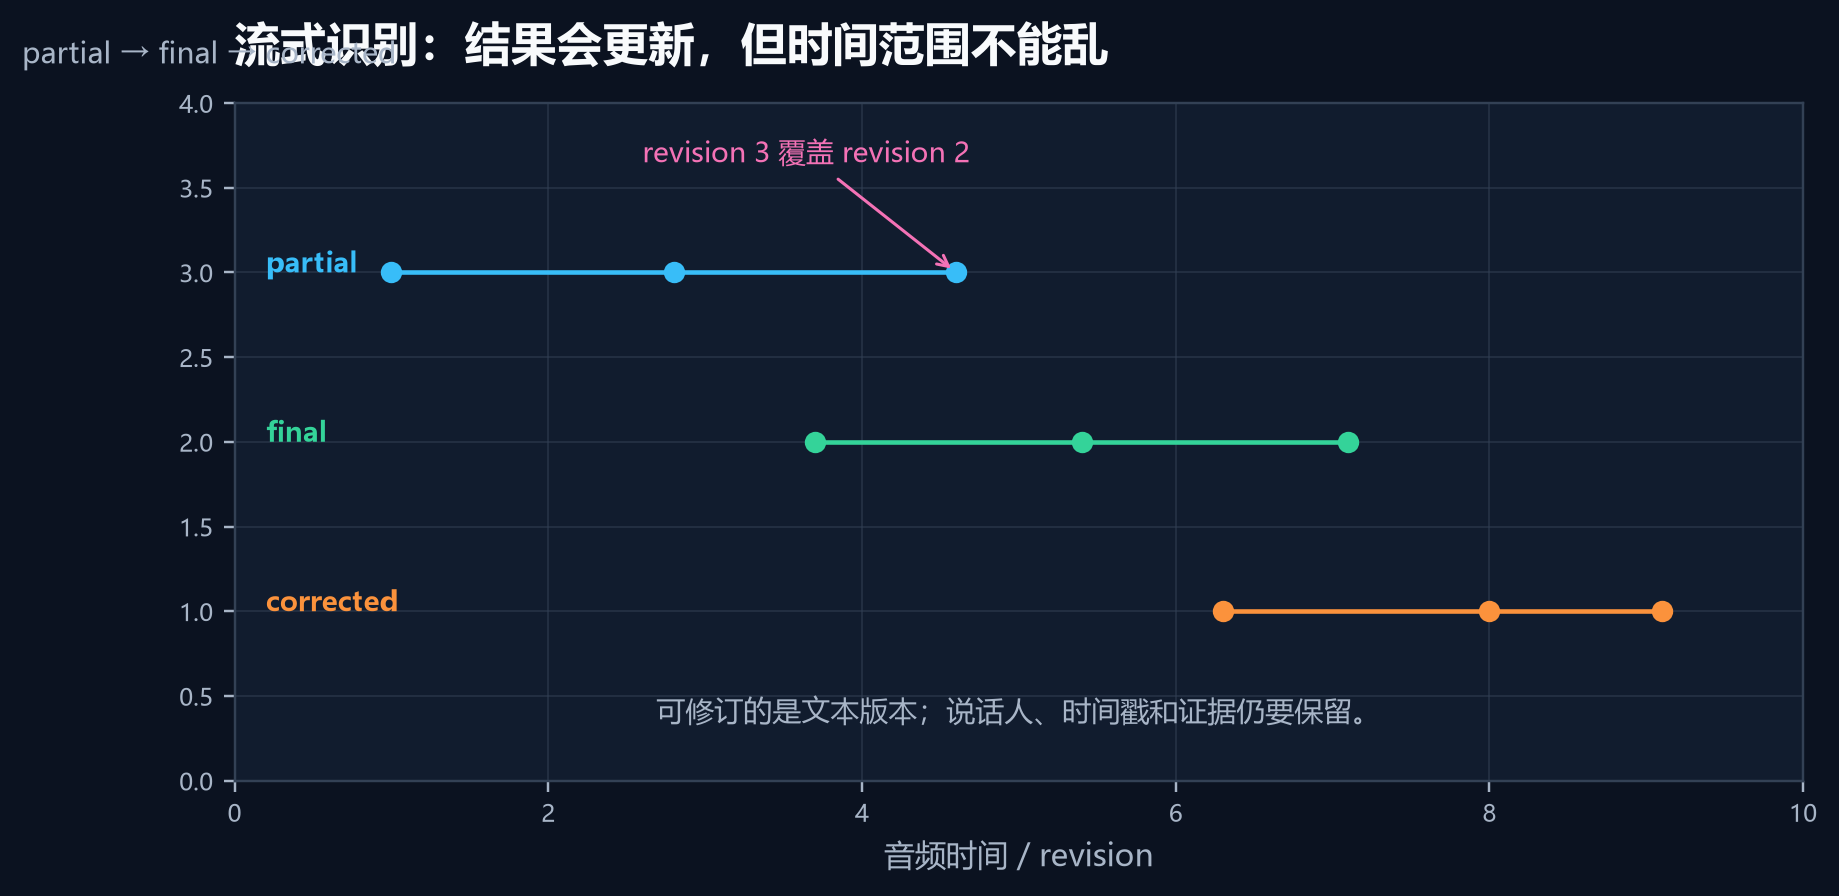 流式识别：结果会更新，但时间范围不能乱
partial → final → corrected
4.0
revision 3 覆盖 revision 2
3.5
partial
3.0
2.5
final
2.0
1.5
corrected
1.0
0.5
可修订的是文本版本；说话人、时间戳和证据仍要保留。
0.0
0 2 4 6 8 10
音频时间 / revision